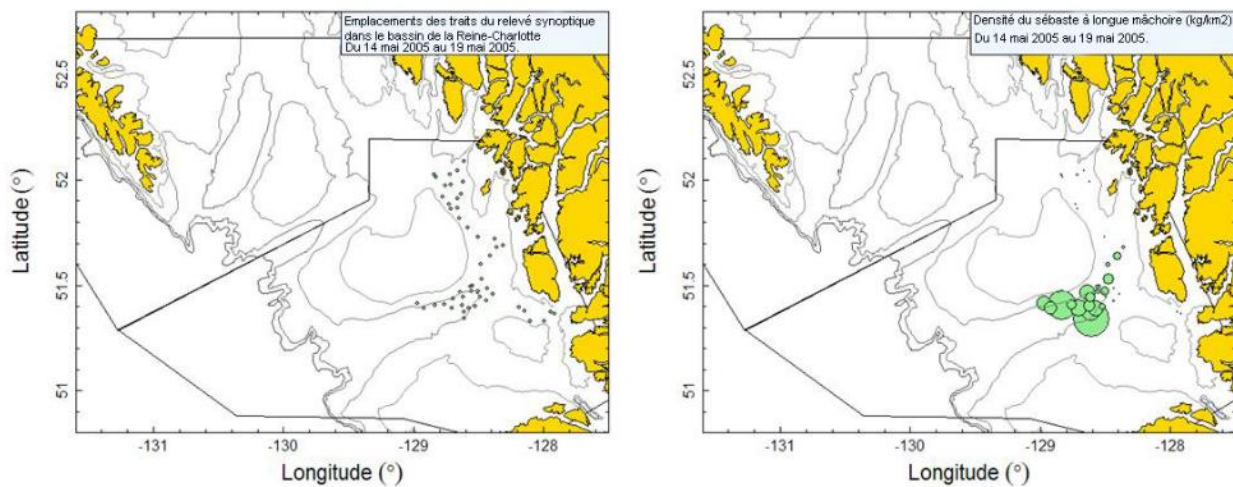 Emplacements des traits du relevé synoptique
dans le bassin de la Reine-Charlotte
Du 14 mai 2005 au 19 mai 2005.
52.5
52
51.5
51
Latitude (°)
-131
-130
-129
-128
Longitude (°)
Densité du sébaste à longue mâchoire (kg/km2)
Du 14 mai 2005 au 19 mai 2005.
52.5
52
51.5
51
Latitude (°)
-131
-130
-129
-128
Longitude (°)